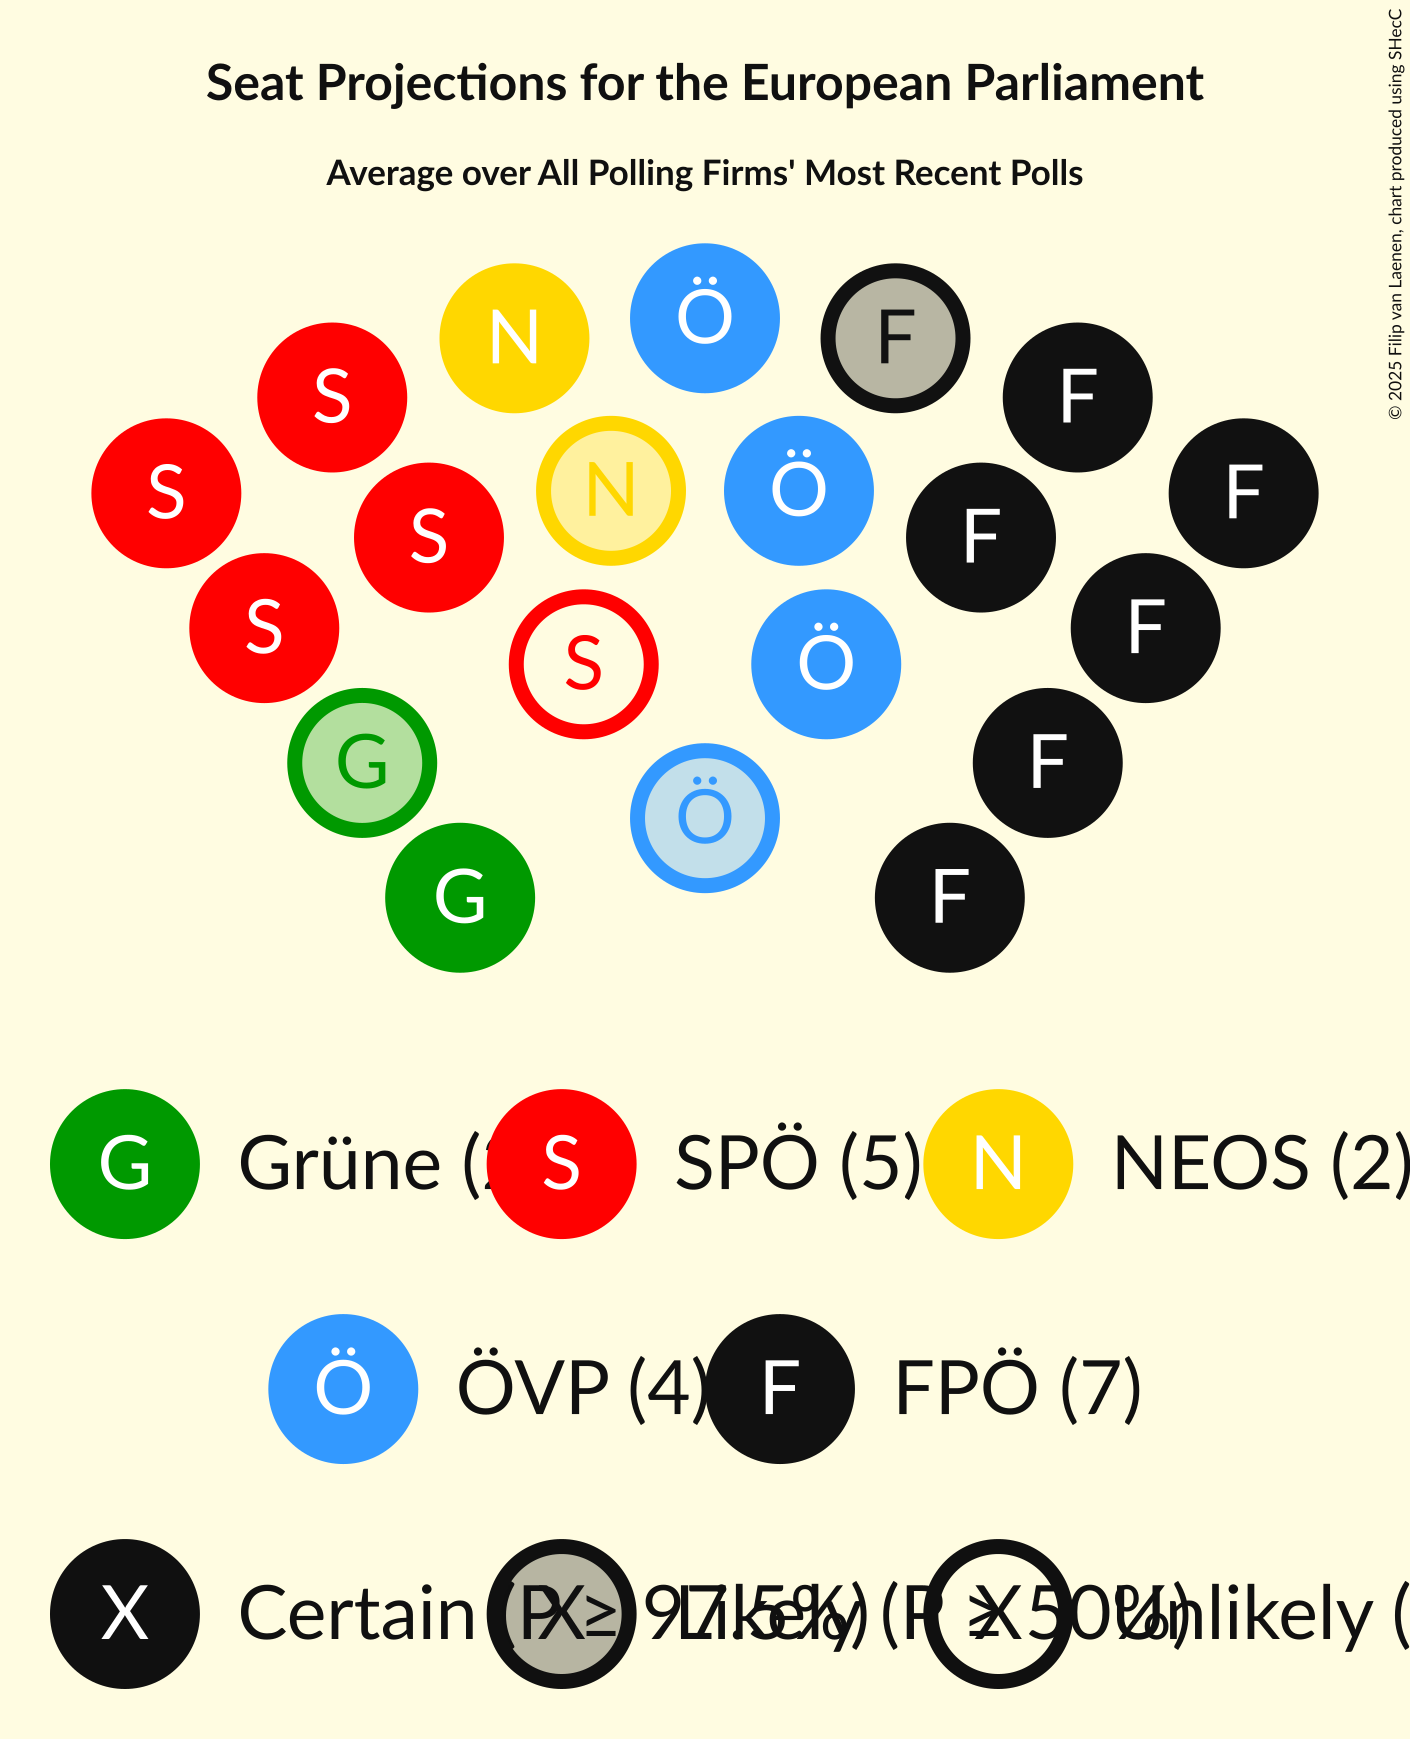 Seat Projections for the European Parliament
Average over All Polling Firms' Most Recent Polls
© 2025 Filip van Laenen, chart produced using SHecC
Ö
N F
S F
S Ö F
N
S F
S F
S Ö
G F
Ö
G F
G Grüne ( S SPÖ (5) N NEOS (2)
Ö ÖVP (4) F FPÖ (7)
X Certain (P ≥ 97.5%) X Likely (P ≥ 50%) X Unlikely (